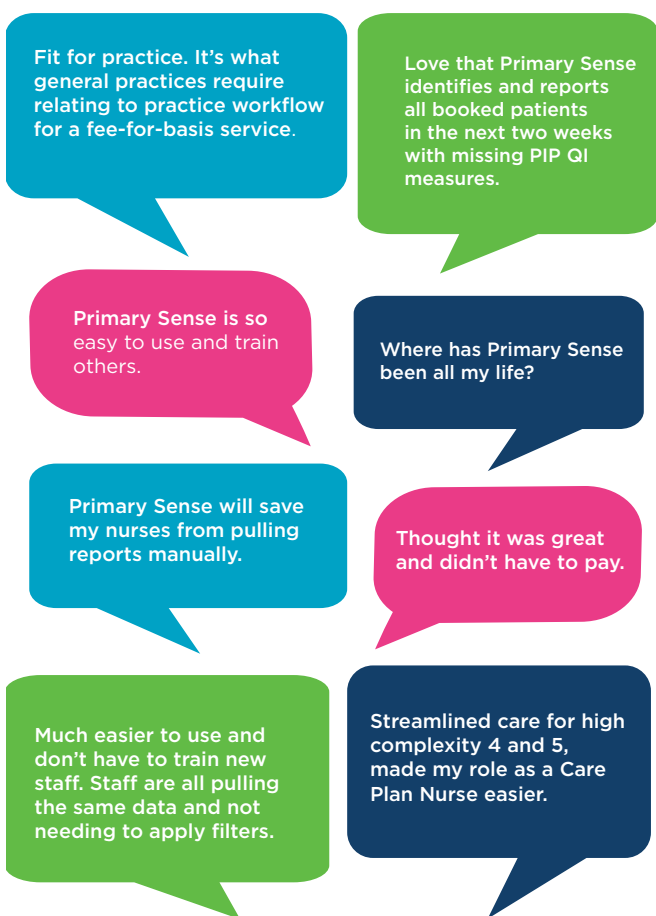 Fit for practice. It’s what
general practices require
relating to practice workflow
for a fee-for-basis service.
Love that Primary Sense
identifies and reports
all booked patients
in the next two weeks
with missing PIP QI
measures.
Primary Sense is so
easy to use and train
others.
Where has Primary Sense
been all my life?
Primary Sense will save
my nurses from pulling
reports manually.
Thought it was great
and didn’t have to pay.
Much easier to use and
don’t have to train new
staff. Staff are all pulling
the same data and not
needing to apply filters.
Streamlined care for high
complexity 4 and 5,
made my role as a Care
Plan Nurse easier.